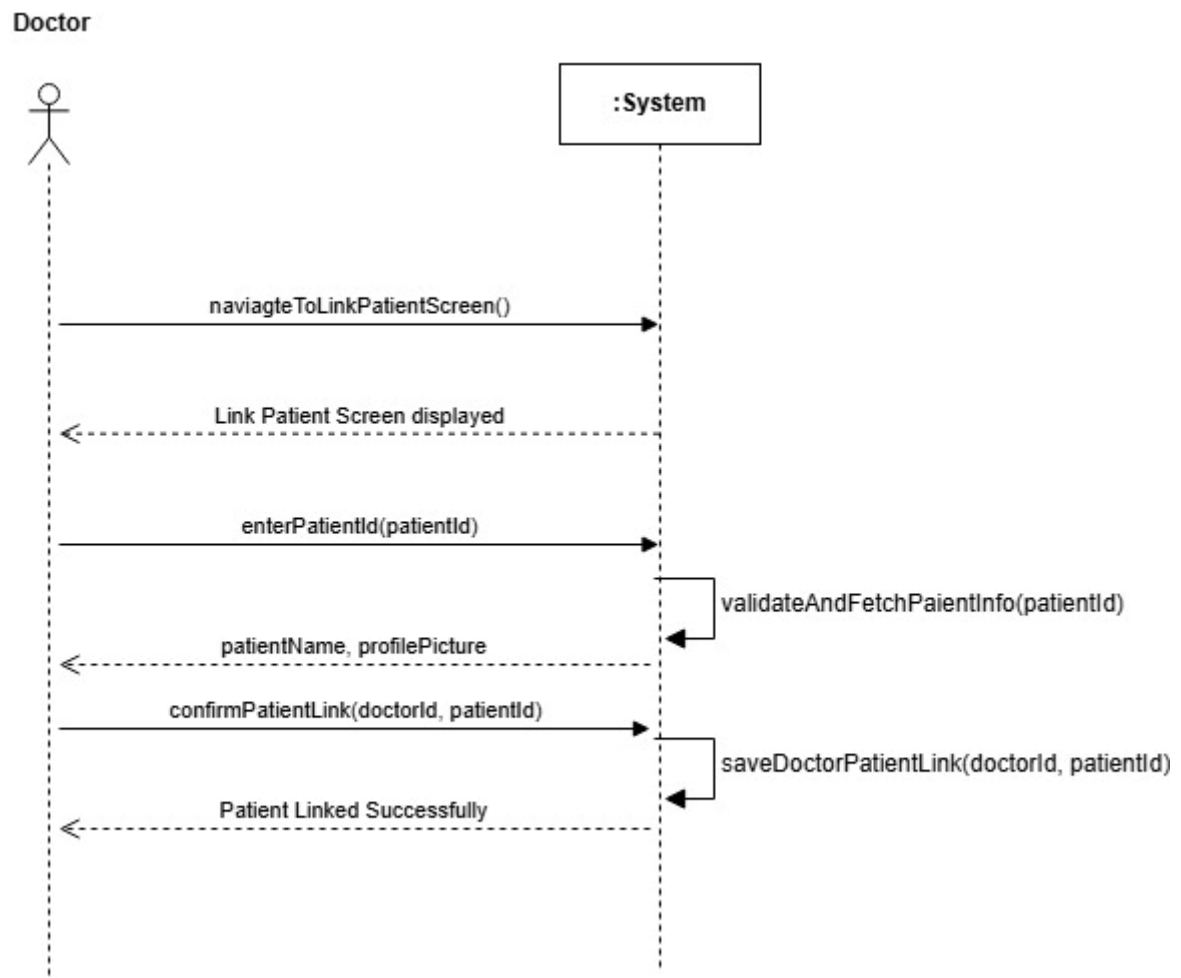 Doctor
:System
naviagteToLinkPatientScreen()
Link Patient Screen displayed
enterPatientId(patientId)
validateAndFetchPaientInfo(patientId)
patientName, profilePicture
confirmPatientLink(doctorId, patientId)
saveDoctorPatientLink(doctorId, patientId)
Patient Linked Successfully